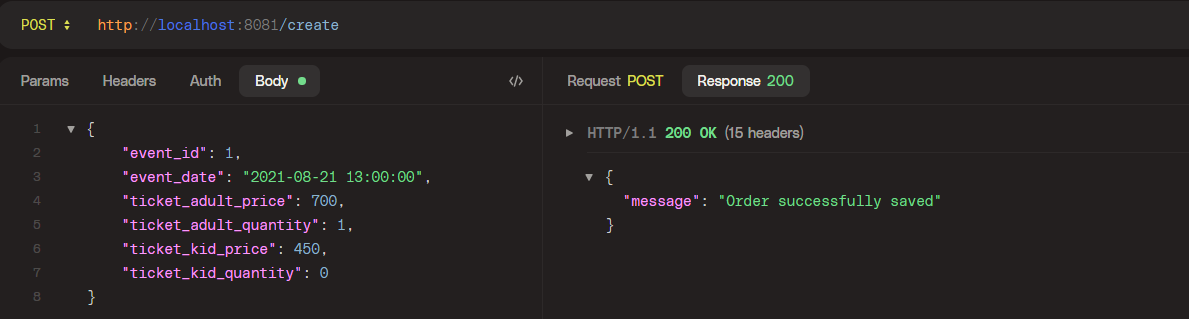 POST http://localhost:8081/create
Params Headers Auth Body </> Request POST Response 200
1 {
2 "event_id": 1,
3 "event_date": "2021-08-21 13:00:00",
4 "ticket_adult_price": 700,
5 "ticket_adult_quantity": 1,
6 "ticket_kid_price": 450,
7 "ticket_kid_quantity": 0
8 }
HTTP/1.1 200 OK (15 headers)
{
"message": "Order successfully saved"
}